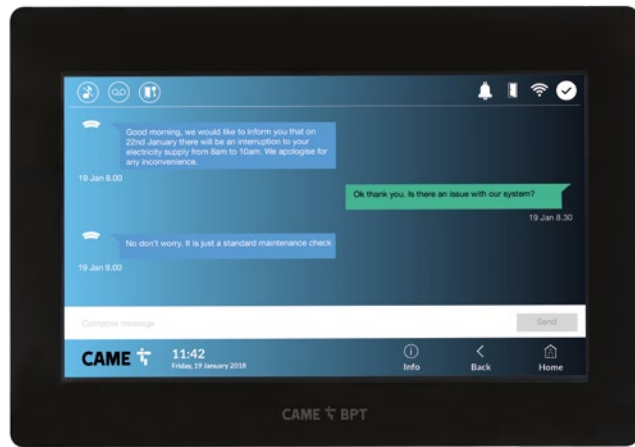 Good morning, we would like to inform you that on
22nd January there will be an interruption to your
electricity supply from 8am to 10am. We apologise for
any inconvenience.
19 Jan 8.00
Ok thank you. Is there an issue with our system?
19 Jan 8.30
No don't worry. It is just a standard maintenance check
19 Jan 9.00
Compose message
Send
CAME
11:42
Friday, 19 January 2018
Info
Back
Home
CAME BPT